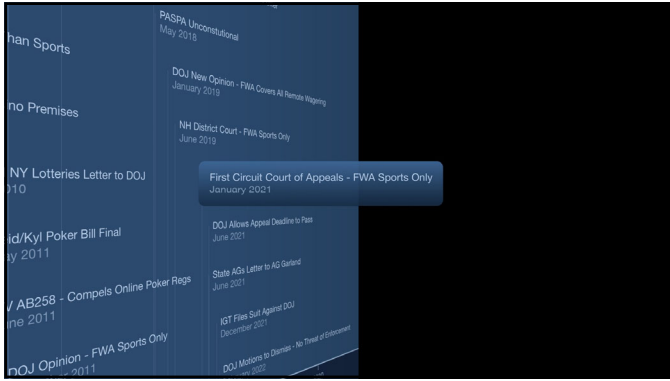 han Sports
no Premises
NY Lotteries Letter to DOJ
010
id/Kyl Poker Bill Final
ay 2011
V AB258 - Compels Online Poker Regs
ne 2011
DOJ Opinion - FWA Sports Only
2011
PASPA Unconstutional
May 2018
DOJ New Opinion - FWA Covers All Remote Wagering
January 2019
NH District Court - FWA Sports Only
June 2019
First Circuit Court of Appeals - FWA Sports Only
January 2021
DOJ Allows Appeal Deadline to Pass
June 2021
State AGs Letter to AG Garland
June 2021
IGT Files Suit Against DOJ
December 2021
DOJ Motions to Dismiss - No Threat of Enforcement
2022